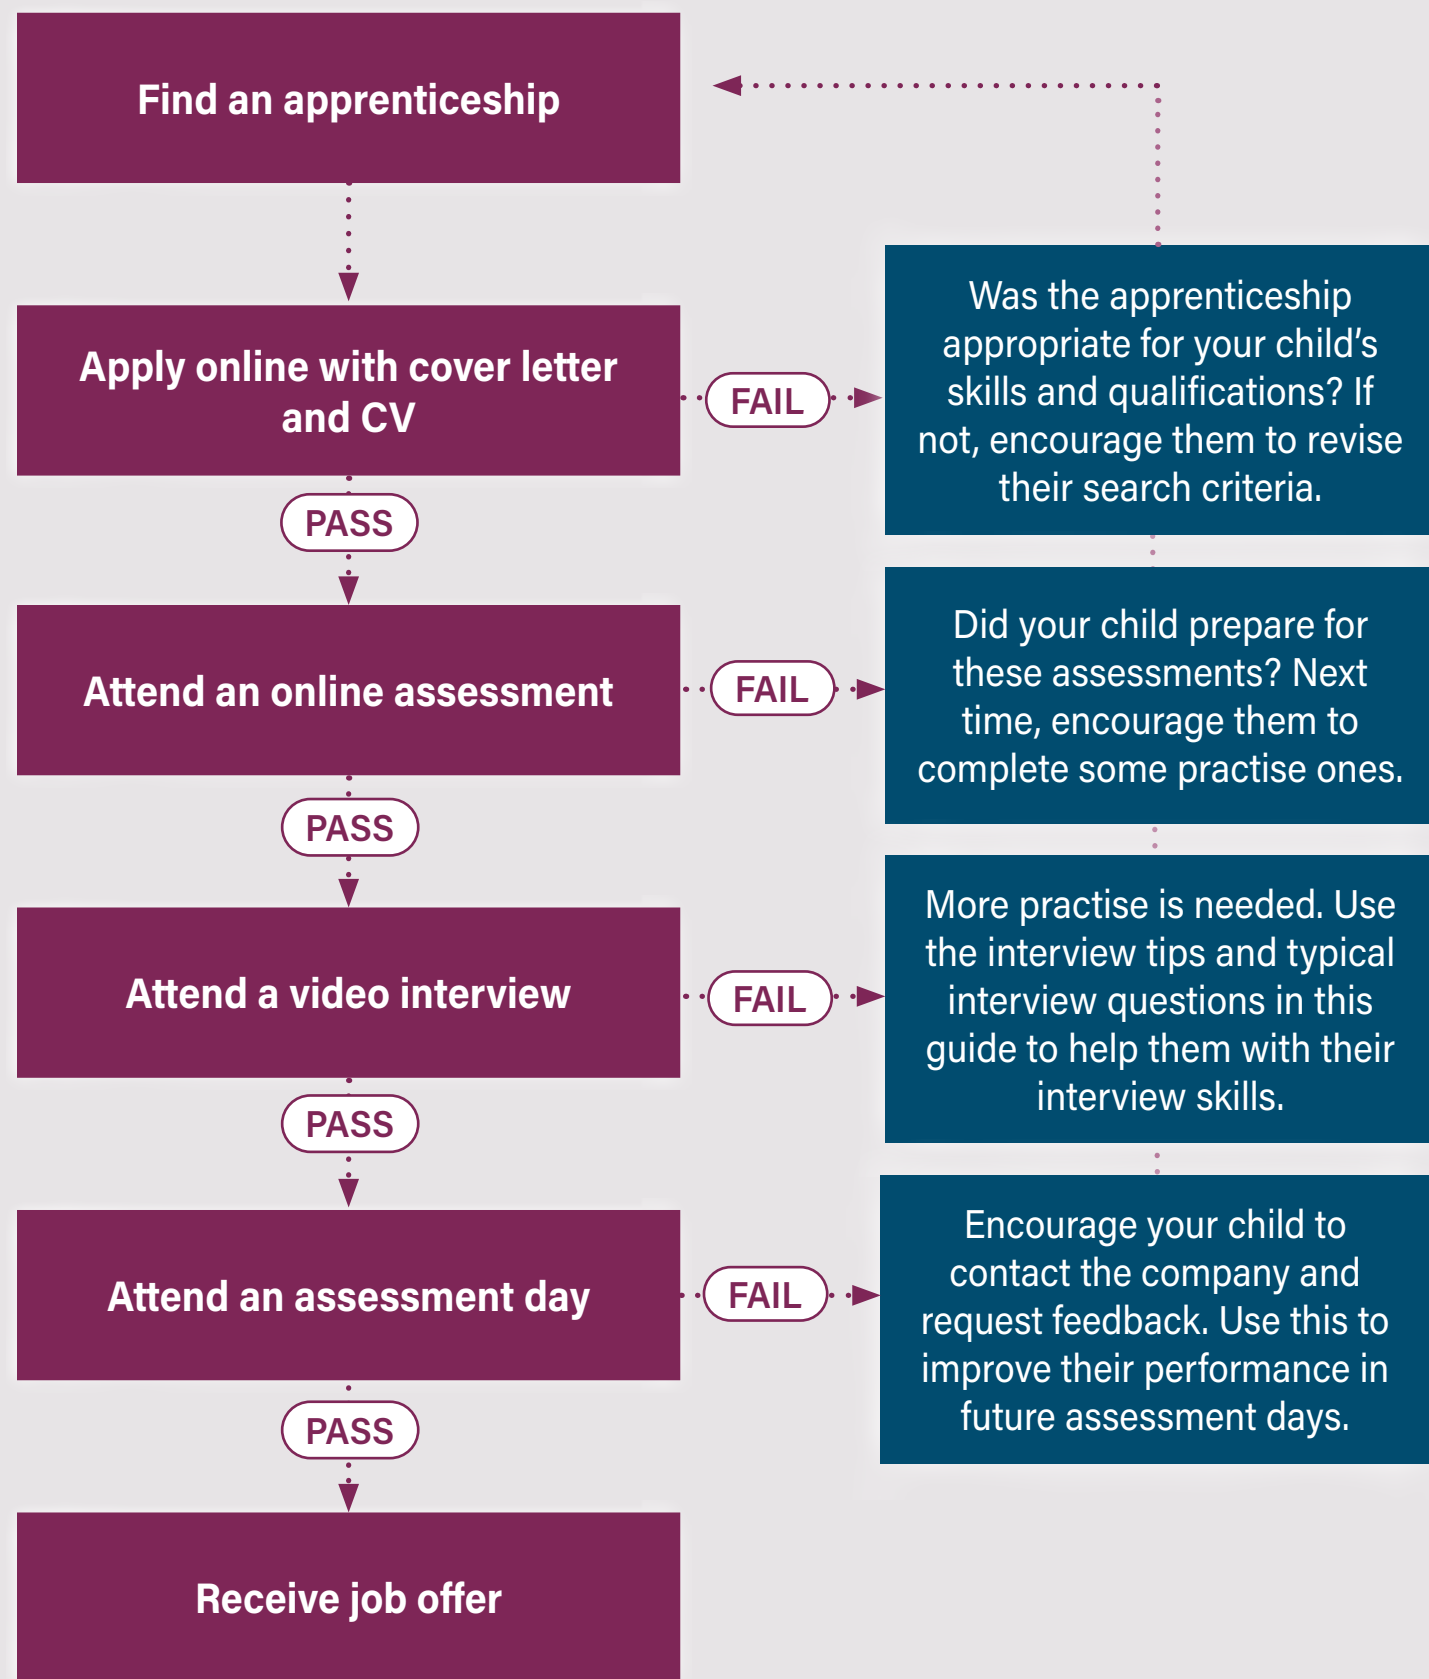 Find an apprenticeship
Apply online with cover letter
and CV
FAIL
Was the apprenticeship
appropriate for your child's
skills and qualifications? If
not, encourage them to revise
their search criteria.
PASS
Attend an online assessment
FAIL
Did your child prepare for
these assessments? Next
time, encourage them to
complete some practise ones.
PASS
Attend a video interview
FAIL
More practise is needed. Use
the interview tips and typical
interview questions in this
guide to help them with their
interview skills.
PASS
Attend an assessment day
FAIL
Encourage your child to
contact the company and
request feedback. Use this to
improve their performance in
future assessment days.
PASS
Receive job offer